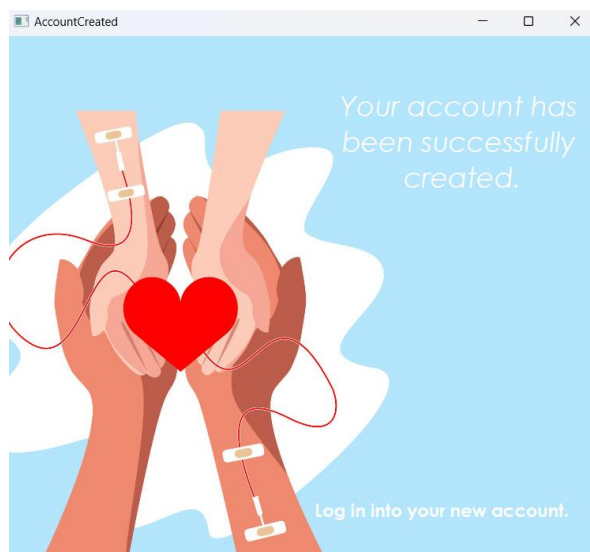 AccountCreated
Your account has
been successfully
created.
Log in into your new account.